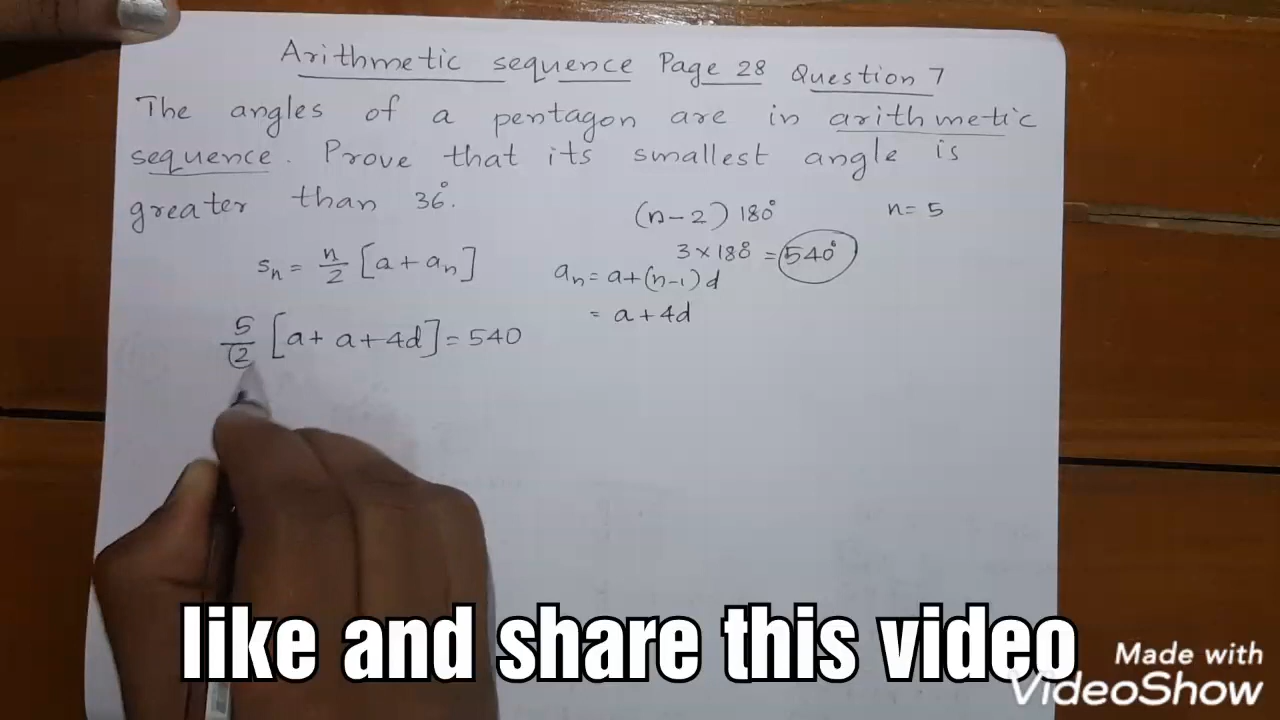 Arithmetic sequence Page 28 Question 7
The angles of a pentagon are in arithmetic
sequence. Prove that its smallest angle is
greater than 36°.
(n-2) 180° n=5
3×180 = 540°
Sn = n/2 [a+an] an = a+(n-1)d
= a+4d
5/2 [a+ a+4d] = 540
like and share this video
Made with
VideoShow